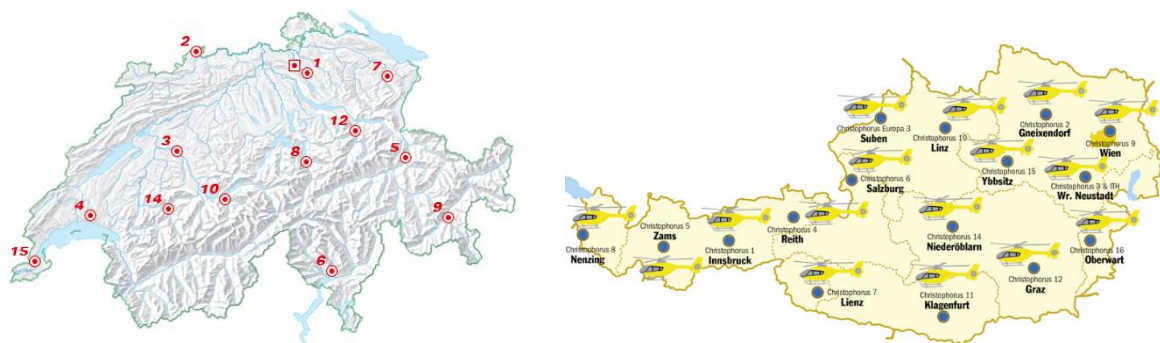 2
1
7
12
3
8
5
14
10
4
9
15
6
Christophorus Europa 3
Suben
Christophorus 10
Linz
Christophorus 2
Gneixendorf
Christophorus 9
Wien
Christophorus 6
Salzburg
Christophorus 15
Ybbsitz
Christophorus 3 & ITH
Wr. Neustadt
Christophorus 8
Nenzing
Christophorus 5
Zams
Christophorus 1
Innsbruck
Christophorus 4
Reith
Christophorus 14
Niederöblarn
Christophorus 16
Oberwart
Christophorus 7
Lienz
Christophorus 11
Klagenfurt
Christophorus 12
Graz